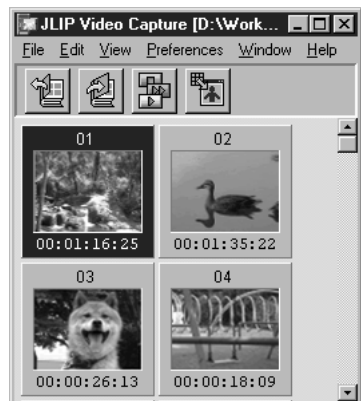 JLIP Video Capture [D:\Work...
File Edit View Preferences Window Help
01 02
00:01:16:25 00:01:35:22
03 04
00:00:26:13 00:00:18:09